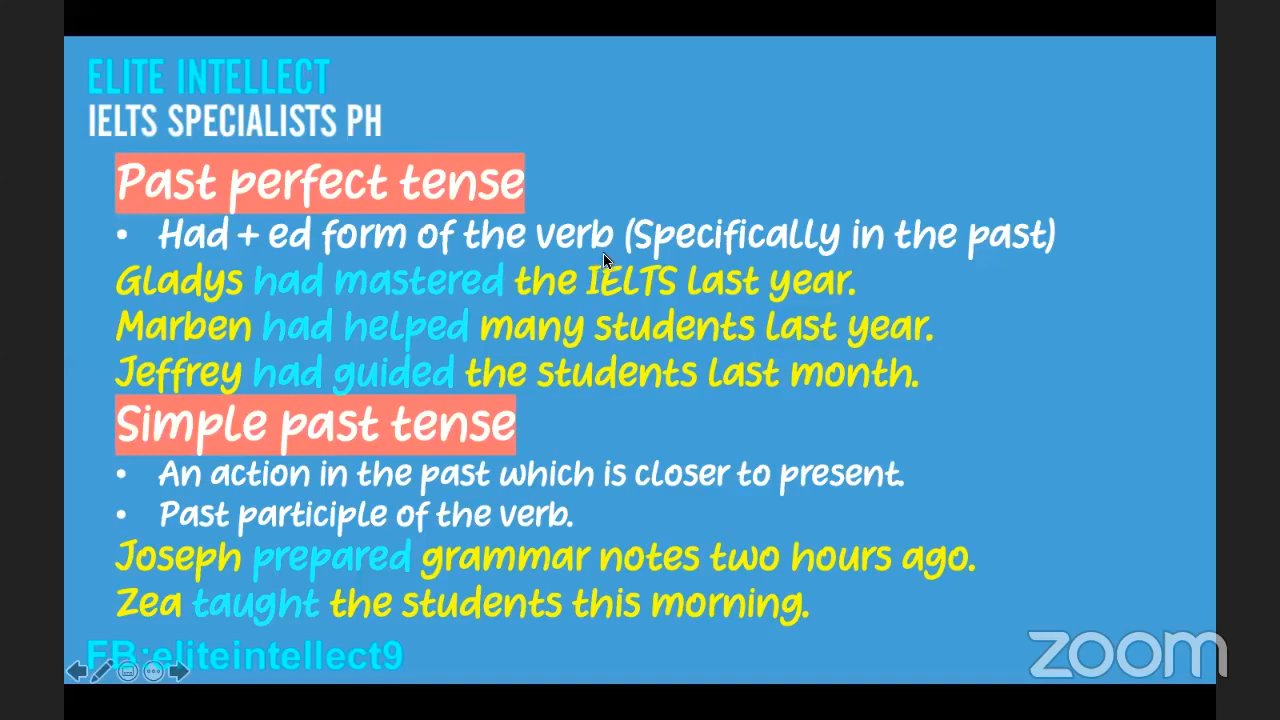 ELITE INTELLECT
IELTS SPECIALISTS PH
Past perfect tense
• Had + ed form of the verb (Specifically in the past)
Gladys had mastered the IELTS last year.
Marben had helped many students last year.
Jeffrey had guided the students last month.
Simple past tense
• An action in the past which is closer to present.
• Past participle of the verb.
Joseph prepared grammar notes two hours ago.
Zea taught the students this morning.
FB:eliteintellect9
zoom